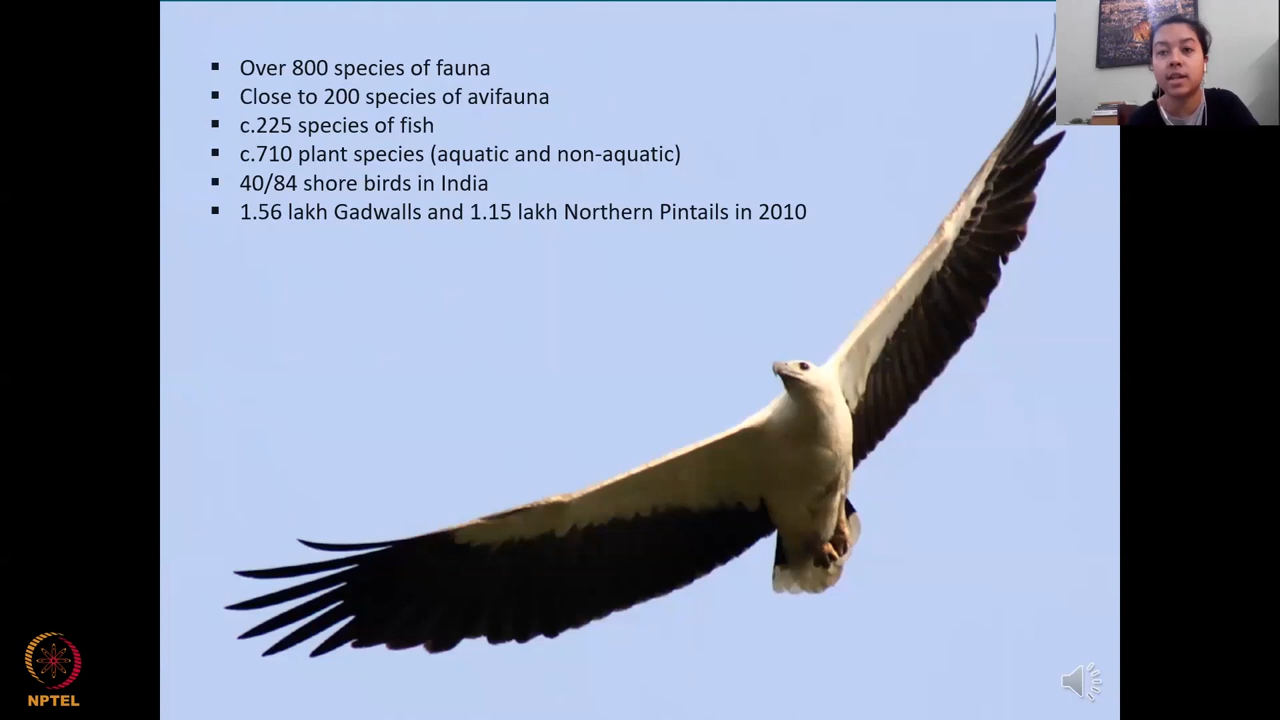 Over 800 species of fauna
Close to 200 species of avifauna
c.225 species of fish
c.710 plant species (aquatic and non-aquatic)
40/84 shore birds in India
1.56 lakh Gadwalls and 1.15 lakh Northern Pintails in 2010
NPTEL